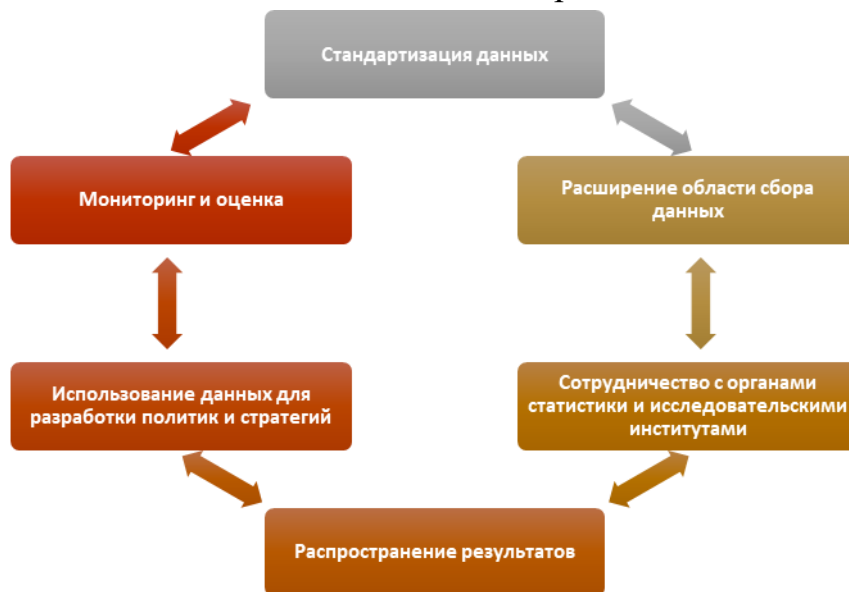 Стандартизация данных
Мониторинг и оценка
Расширение области сбора
данных
Использование данных для
разработки политик и стратегий
Сотрудничество с органами
статистики и исследовательскими
институтами
Распространение результатов